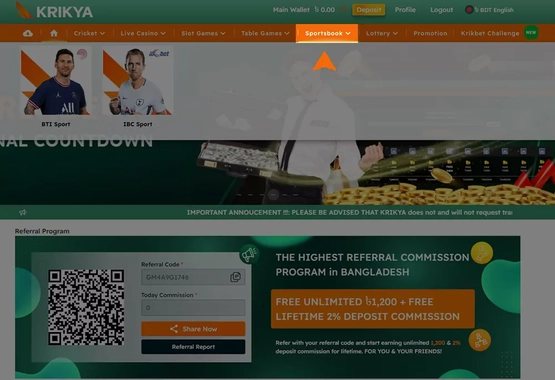 KRIKYA
Main Wallet ৳ 0.00
Deposit
Profile
Logout
BDT English
Cricket
Live Casino
Slot Games
Table Games
Sportsbook
Lottery
Promotion
Krikbet Challenge
NEW
BTI Sport
IBC Sport
NAL COUNTDOWN
IMPORTANT ANNOUCEMENT !!!: PLEASE BE ADVISED THAT KRIKYA does not and will not request
Referral Program
Referral Code *
Today Commission *
0
Share Now
Referral Report
THE HIGHEST REFERRAL COMMISSION
PROGRAM in BANGLADESH
FREE UNLIMITED ৳1,200 + FREE
LIFETIME 2% DEPOSIT COMMISSION
Refer with your referral code and start earning unlimited 1,200 & 2%
deposit commission for lifetime. FOR YOU & YOUR FRIENDS!